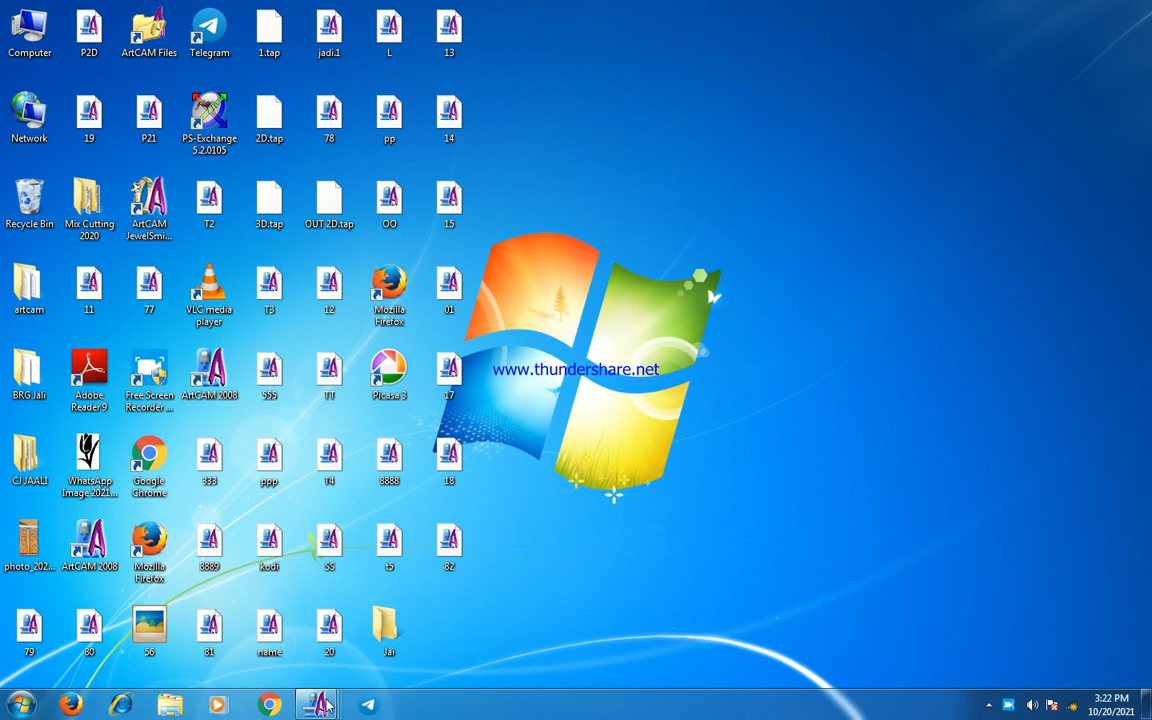 Computer
P2D
ArtCAM Files
Telegram
1.tap
jadi.1
L
13
Network
19
P21
PS-Exchange
5.2.0105
2D.tap
78
pp
14
Recycle Bin
Mix Cutting
2020
ArtCAM
JewelSmi...
T2
3D.tap
OUT 2D.tap
OO
15
artcam
11
77
VLC media
player
T3
12
Mozilla
Firefox
01
BRG Jali
Adobe
Reader 9
Free Screen
Recorder ...
ArtCAM 2008
555
TT
Picasa 3
17
www.thundershare.net
CJ JAALI
WhatsApp
Image 2021...
Google
Chrome
333
ppp
T4
8888
18
photo_202...
ArtCAM 2008
Mozilla
Firefox
8889
kodi
SS
t5
82
79
80
56
81
name
20
Jai
3:22 PM
10/20/2021